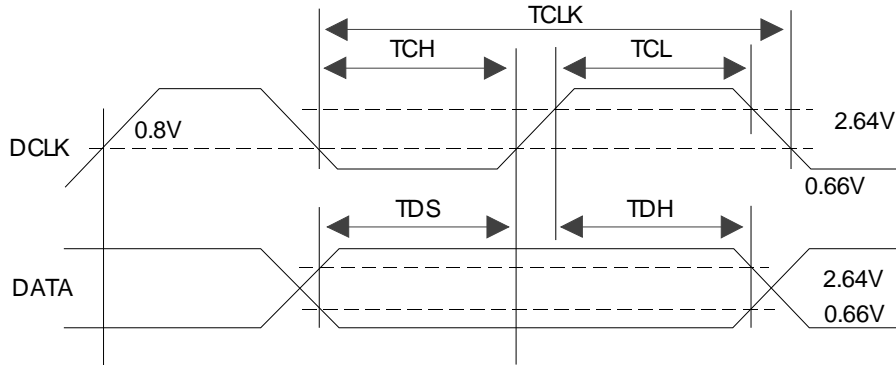 TCLK
TCH TCL
0.8V
2.64V
DCLK
0.66V
TDS TDH
DATA
2.64V
0.66V